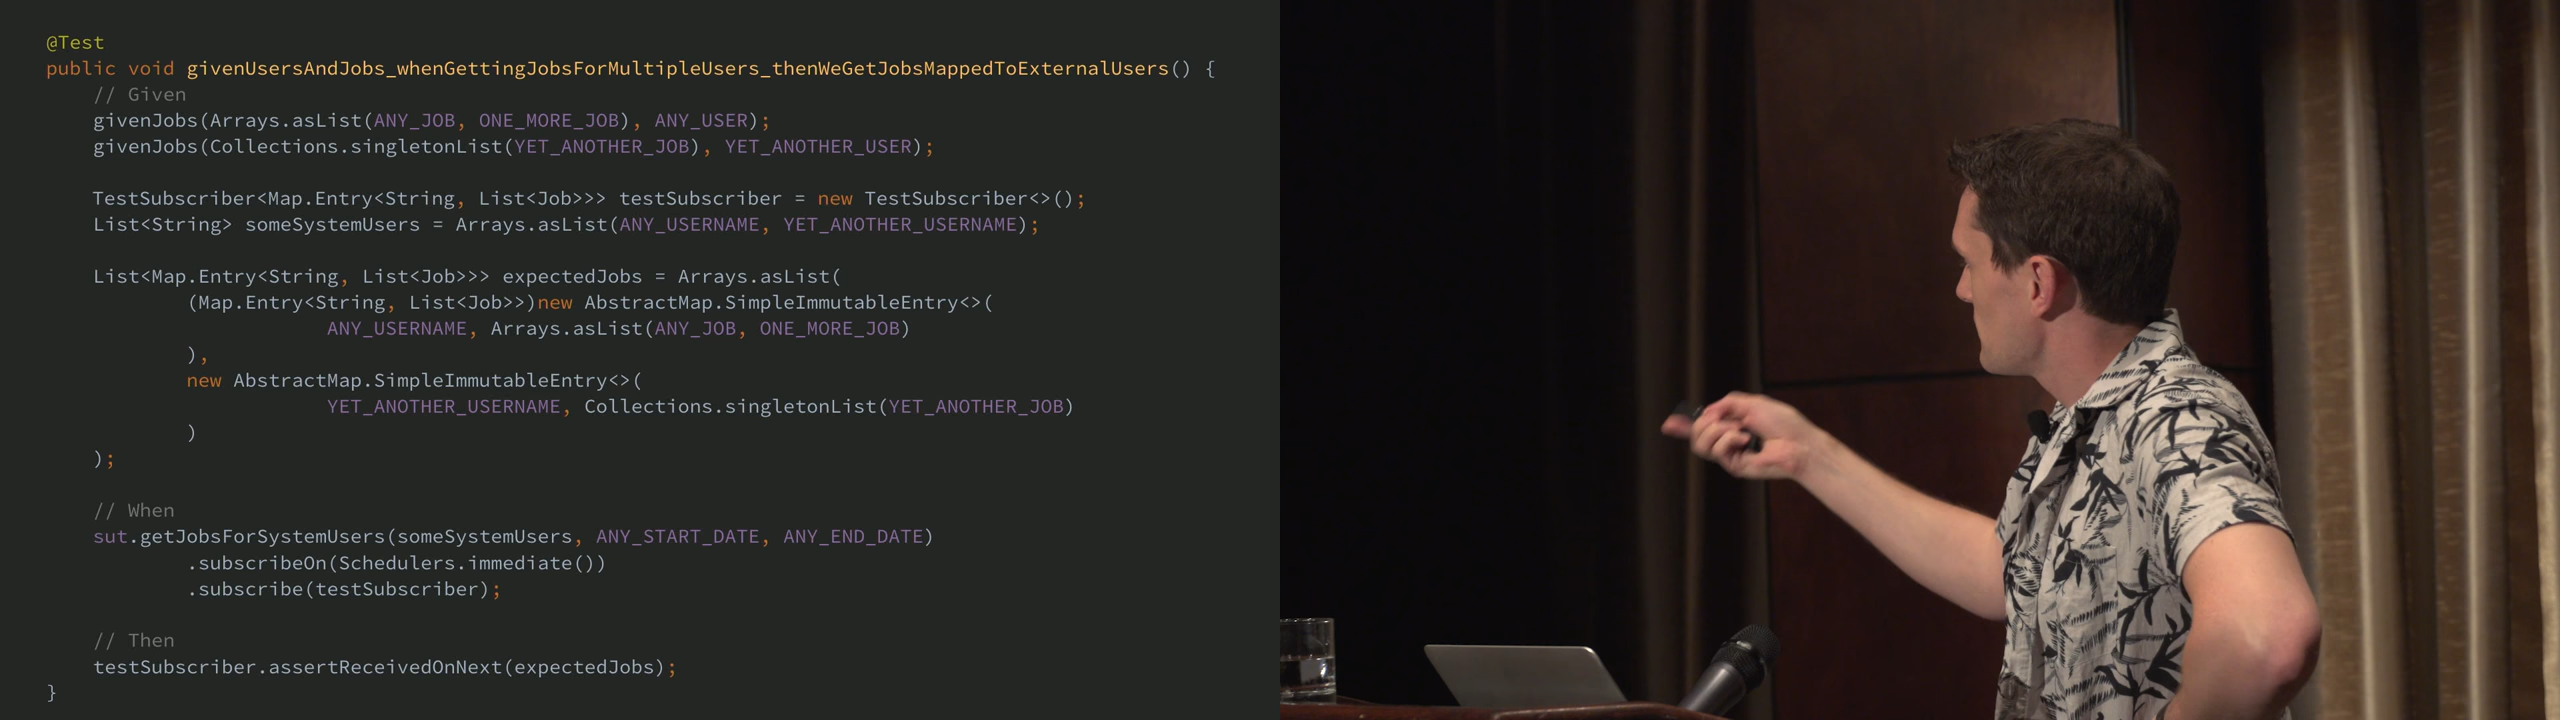 @Test
public void givenUsersAndJobs_whenGettingJobsForMultipleUsers_thenWeGetJobsMappedToExternalUsers() {
// Given
givenJobs(Arrays.asList(ANY_JOB, ONE_MORE_JOB), ANY_USER);
givenJobs(Collections.singletonList(YET_ANOTHER_JOB), YET_ANOTHER_USER);
TestSubscriber<Map.Entry<String, List<Job>>> testSubscriber = new TestSubscriber<>();
List<String> someSystemUsers = Arrays.asList(ANY_USERNAME, YET_ANOTHER_USERNAME);
List<Map.Entry<String, List<Job>>> expectedJobs = Arrays.asList(
(Map.Entry<String, List<Job>>)new AbstractMap.SimpleImmutableEntry<>(
ANY_USERNAME, Arrays.asList(ANY_JOB, ONE_MORE_JOB)
),
new AbstractMap.SimpleImmutableEntry<>(
YET_ANOTHER_USERNAME, Collections.singletonList(YET_ANOTHER_JOB)
)
);
// When
sut.getJobsForSystemUsers(someSystemUsers, ANY_START_DATE, ANY_END_DATE)
.subscribeOn(Schedulers.immediate())
.subscribe(testSubscriber);
// Then
testSubscriber.assertReceivedOnNext(expectedJobs);
}